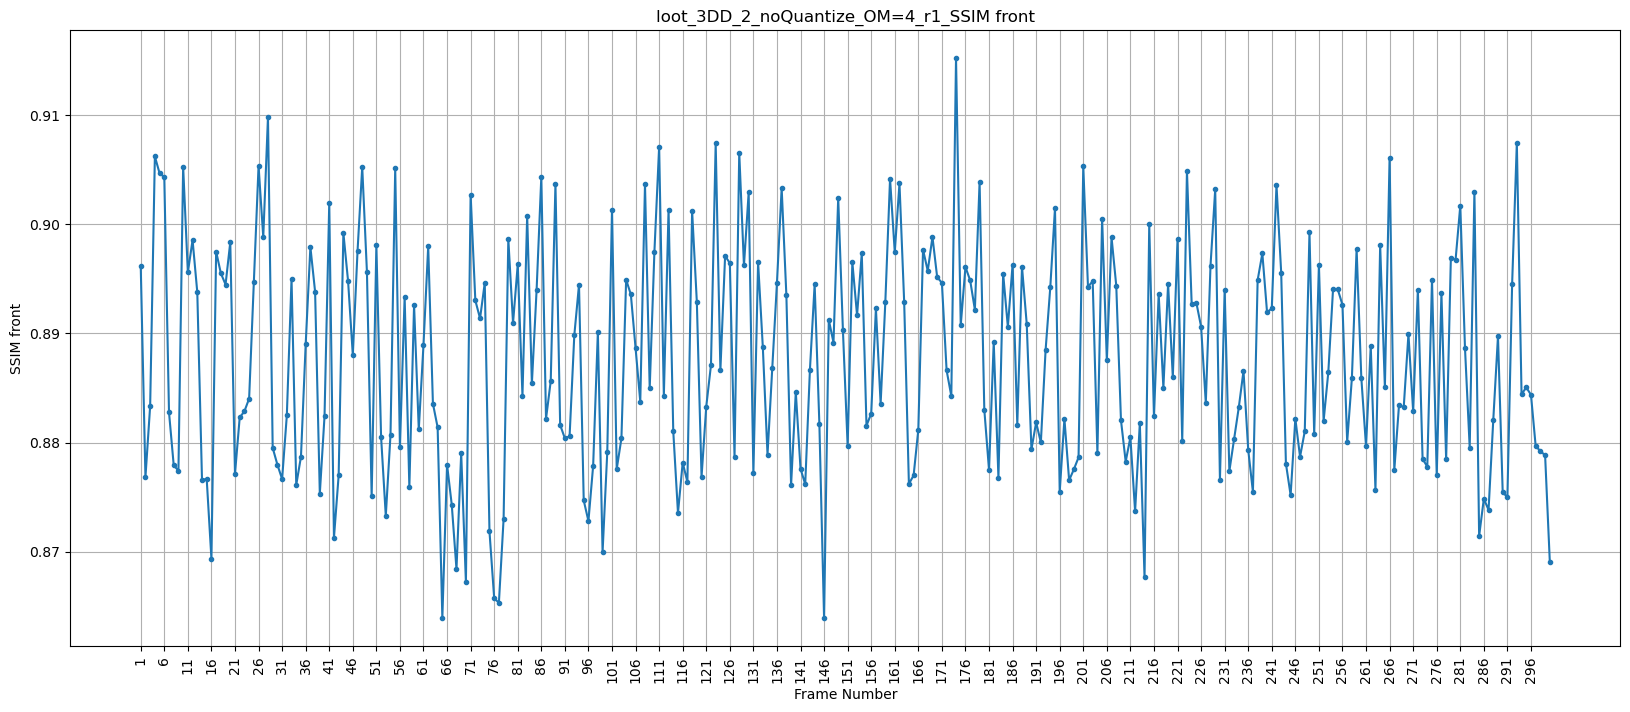 loot_3DD_2_noQuantize_OM=4_r1_SSIM front
SSIM front
0.91
0.90
0.89
0.88
0.87
1 6 11 16 21 26 31 36 41 46 51 56 61 66 71 76 81 86 91 96 101 106 111 116 121 126 131 136 141 146 151 156 161 166 171 176 181 186 191 196 201 206 211 216 221 226 231 236 241 246 251 256 261 266 271 276 281 286 291 296
Frame Number